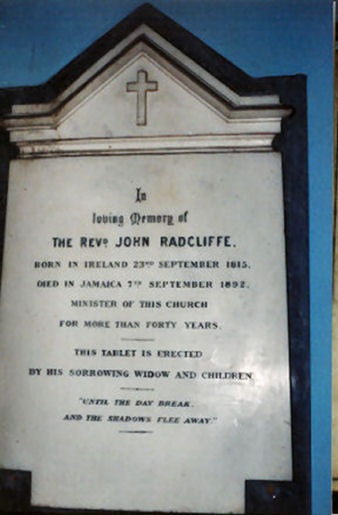 In
loving Memory of
THE REVD JOHN RADCLIFFE.
BORN IN IRELAND 23RD SEPTEMBER 1815.
DIED IN JAMAICA 7TH SEPTEMBER 1892.
MINISTER OF THIS CHURCH
FOR MORE THAN FORTY YEARS.
THIS TABLET IS ERECTED
BY HIS SORROWING WIDOW AND CHILDREN
"UNTIL THE DAY BREAK.
AND THE SHADOWS FLEE AWAY."